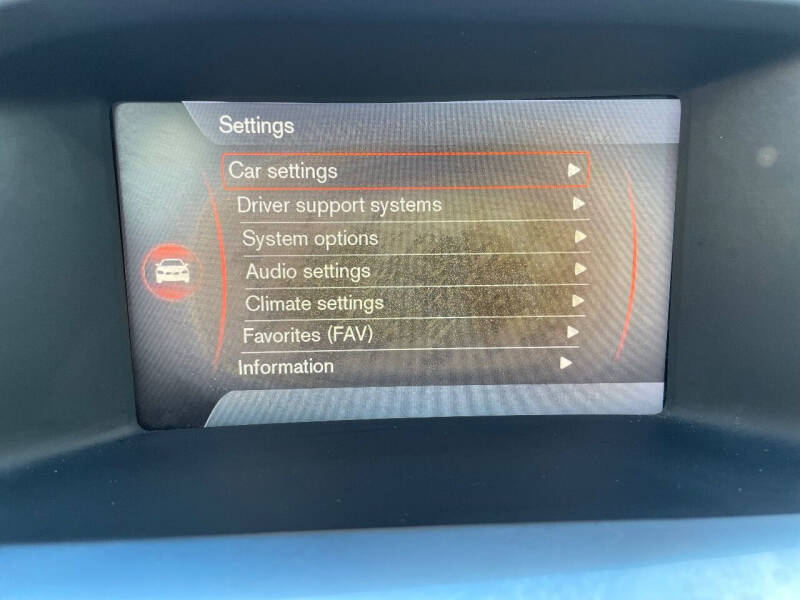 Settings
Car settings
Driver support systems
System options
Audio settings
Climate settings
Favorites (FAV)
Information